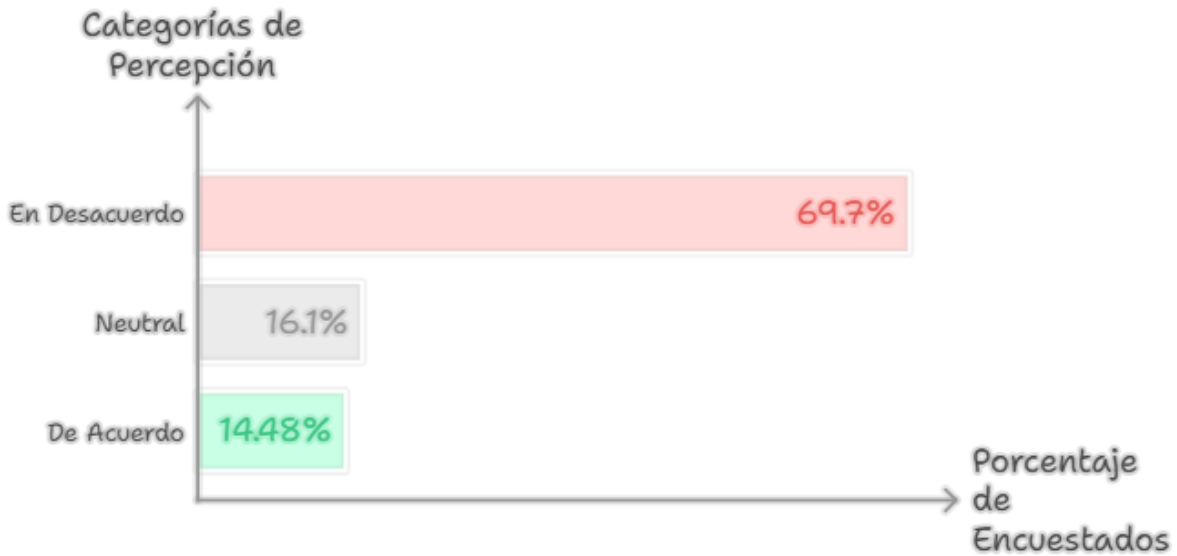 Categorías de
Percepción
En Desacuerdo
69.7%
Neutral
16.1%
De Acuerdo
14.48%
Porcentaje
de
Encuestados